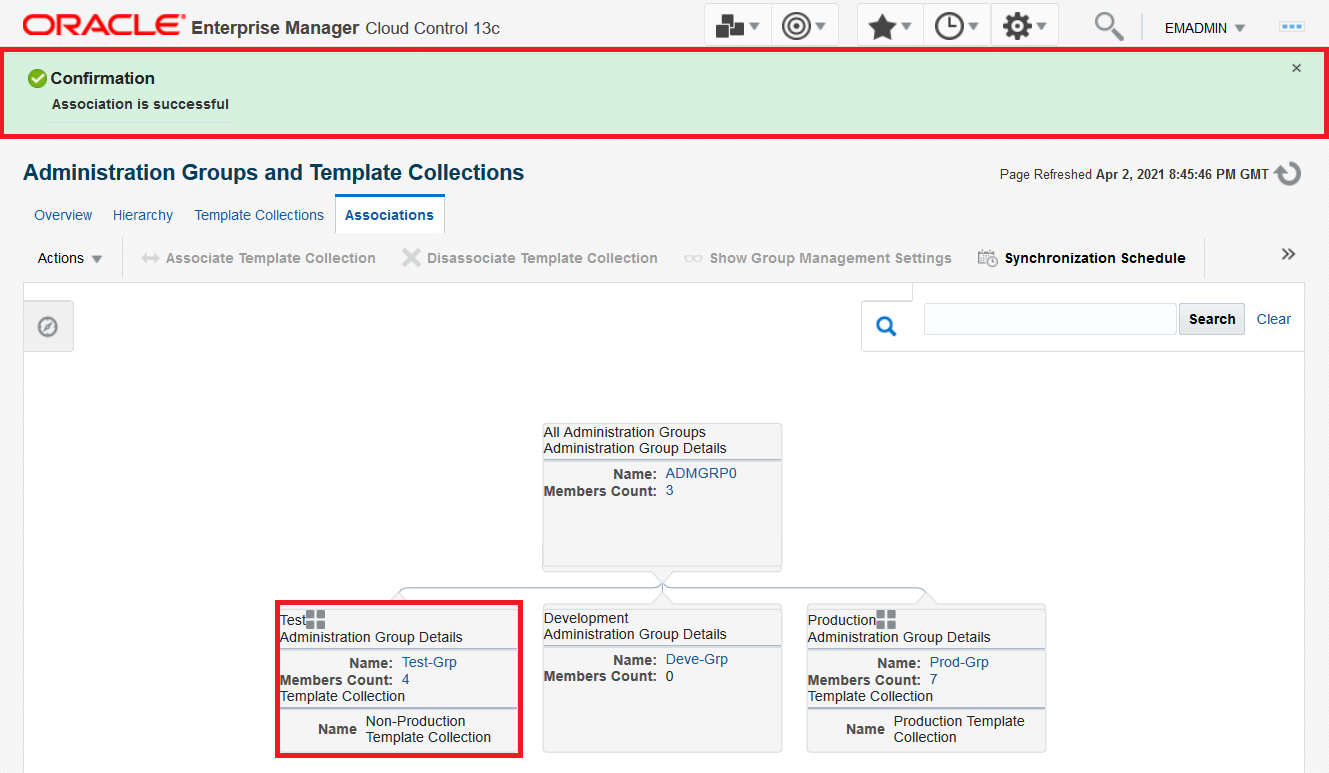 ORACLE Enterprise Manager Cloud Control 13c
EMADMIN
Confirmation
Association is successful
Administration Groups and Template Collections
Page Refreshed Apr 2, 2021 8:45:46 PM GMT
Overview Hierarchy Template Collections Associations
Actions Associate Template Collection Disassociate Template Collection Show Group Management Settings Synchronization Schedule
Search Clear
All Administration Groups
Administration Group Details
Name: ADMGRP0
Members Count: 3
Test
Administration Group Details
Name: Test-Grp
Members Count: 4
Template Collection
Name Non-Production
Template Collection
Development
Administration Group Details
Name: Deve-Grp
Members Count: 0
Production
Administration Group Details
Name: Prod-Grp
Members Count: 7
Template Collection
Name Production Template
Collection